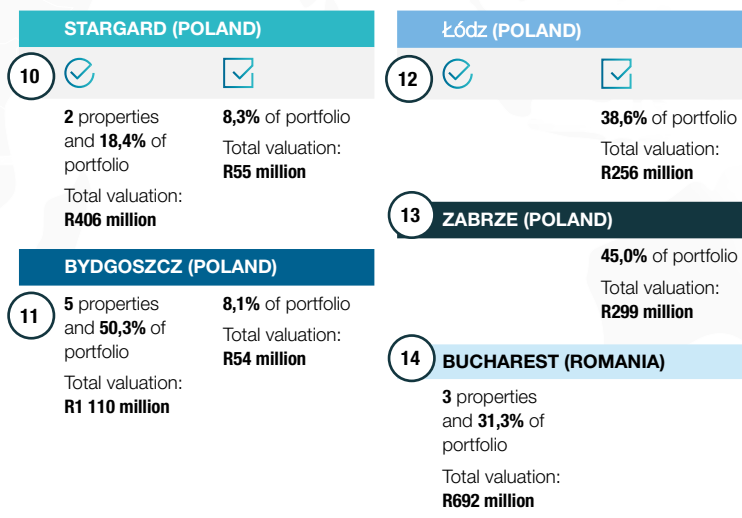 STARGARD (POLAND)
10
2 properties
and 18,4% of
portfolio
Total valuation:
R406 million
8,3% of portfolio
Total valuation:
R55 million
BYDGOSZCZ (POLAND)
11
5 properties
and 50,3% of
portfolio
Total valuation:
R1 110 million
8,1% of portfolio
Total valuation:
R54 million
Łódz (POLAND)
12
38,6% of portfolio
Total valuation:
R256 million
13
ZABRZE (POLAND)
45,0% of portfolio
Total valuation:
R299 million
14
BUCHAREST (ROMANIA)
3 properties
and 31,3% of
portfolio
Total valuation:
R692 million